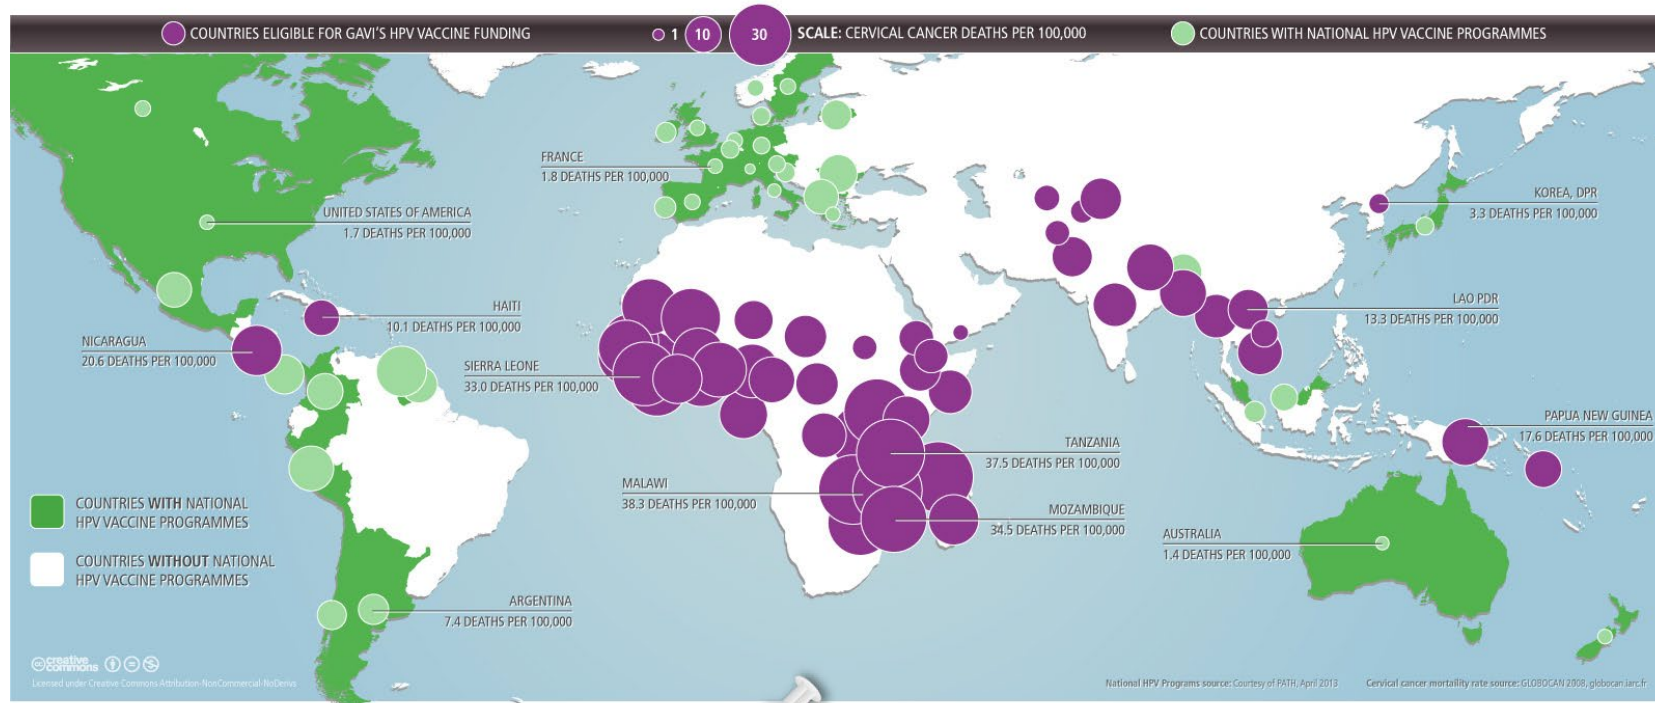 COUNTRIES ELIGIBLE FOR GAVI'S HPV VACCINE FUNDING
1 10 30 SCALE: CERVICAL CANCER DEATHS PER 100,000
COUNTRIES WITH NATIONAL HPV VACCINE PROGRAMMES
FRANCE
1.8 DEATHS PER 100,000
UNITED STATES OF AMERICA
1.7 DEATHS PER 100,000
KOREA, DPR
3.3 DEATHS PER 100,000
HAITI
10.1 DEATHS PER 100,000
LAO PDR
13.3 DEATHS PER 100,000
NICARAGUA
20.6 DEATHS PER 100,000
SIERRA LEONE
33.0 DEATHS PER 100,000
PAPUA NEW GUINEA
17.6 DEATHS PER 100,000
TANZANIA
37.5 DEATHS PER 100,000
MALAWI
38.3 DEATHS PER 100,000
MOZAMBIQUE
34.5 DEATHS PER 100,000
AUSTRALIA
1.4 DEATHS PER 100,000
COUNTRIES WITH NATIONAL
HPV VACCINE PROGRAMMES
COUNTRIES WITHOUT NATIONAL
HPV VACCINE PROGRAMMES
ARGENTINA
7.4 DEATHS PER 100,000
cc creative
commons
Licensed under Creative Commons Attribution-NonCommercial-NoDerivs
National HPV Programs source: Courtesy of PATH, April 2013
Cervical cancer mortaility rate source: GLOBOCAN 2008, globocan.iarc.fr